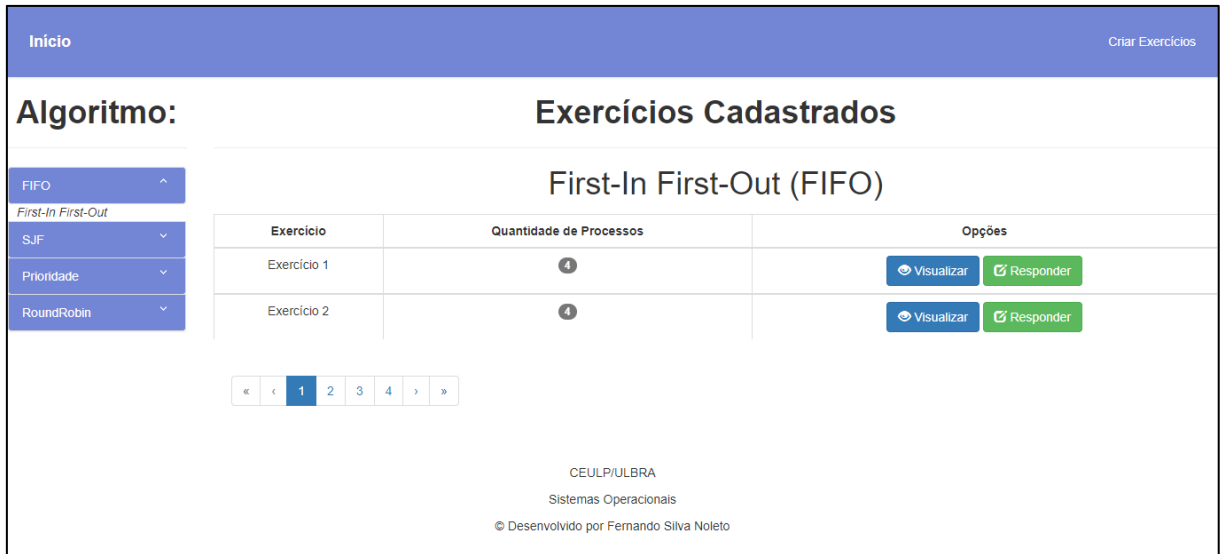 Início
Criar Exercícios
Algoritmo:
FIFO
First-In First-Out
SJF
Prioridade
RoundRobin
Exercícios Cadastrados
First-In First-Out (FIFO)
Exercício Quantidade de Processos Opções
Exercício 1 4 Visualizar Responder
Exercício 2 4 Visualizar Responder
« ‹ 1 2 3 4 › »
CEULP/ULBRA
Sistemas Operacionais
© Desenvolvido por Fernando Silva Noleto